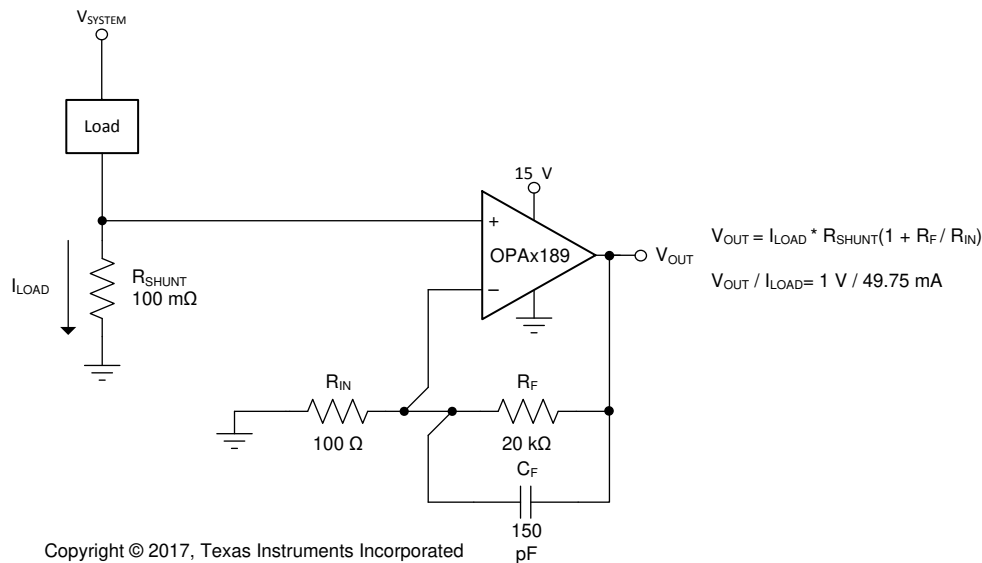 VSYSTEM
Load
15 V
+
OPAx189
−
VOUT
VOUT = ILOAD * RSHUNT(1 + RF / RIN)
VOUT / ILOAD= 1 V / 49.75 mA
ILOAD
RSHUNT
100 mΩ
RIN
100 Ω
RF
20 kΩ
CF
150
pF
Copyright © 2017, Texas Instruments Incorporated